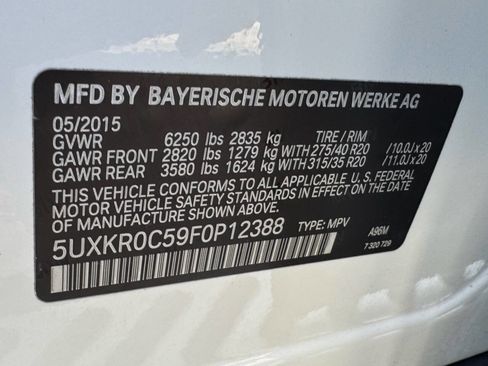 MFD BY BAYERISCHE MOTOREN WERKE AG
05/2015
GVWR 6250 lbs 2835 kg TIRE / RIM
GAWR FRONT 2820 lbs 1279 kg WITH 275/40 R20 /10.0J x 20
GAWR REAR 3580 lbs 1624 kg WITH 315/35 R20 /11.0J x 20
THIS VEHICLE CONFORMS TO ALL APPLICABLE U. S. FEDERAL
MOTOR VEHICLE SAFETY STANDARDS IN EFFECT ON THE DATE
OF MANUFACTURE SHOWN ABOVE.
5UXKR0C59F0P12388 TYPE: MPV A96M
7 320 729